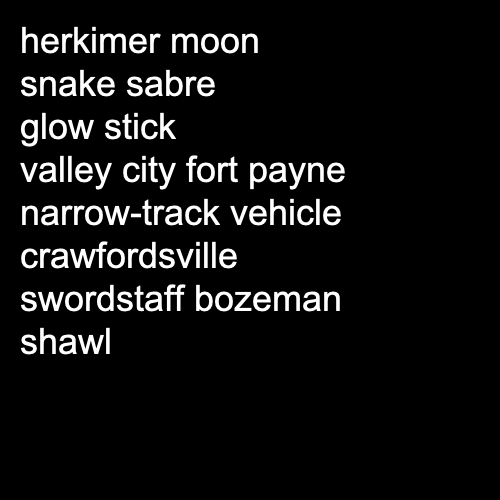 herkimer moon
snake sabre
glow stick
valley city fort payne
narrow-track vehicle
crawfordsville
swordstaff bozeman
shawl